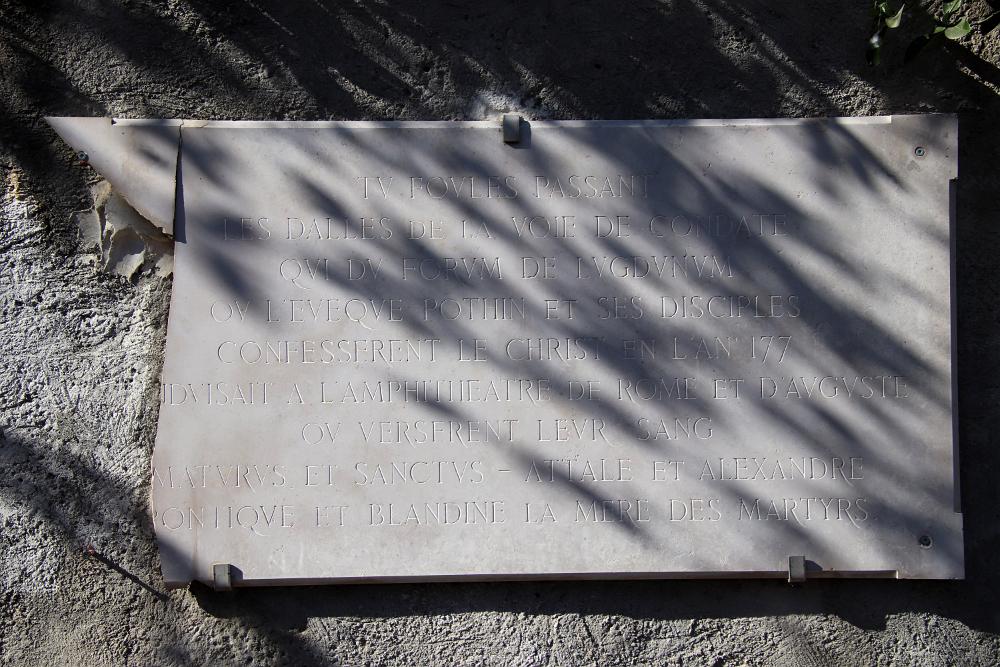 TV FOVLES PASSANT
LES DALLES DE LA VOIE DE CONDATE
QVI DV FORVM DE LVGDVNVM
OV L'EVEQVE POTHIN ET SES DISCIPLES
CONFESSERENT LE CHRIST EN L'AN 177
IDVISAIT A L'AMPHITHEATRE DE ROME ET D'AVGVSTE
OV VERSERENT LEVR SANG
MATVRVS ET SANCTVS - ATTALE ET ALEXANDRE
PONTIQVE ET BLANDINE LA MERE DES MARTYRS